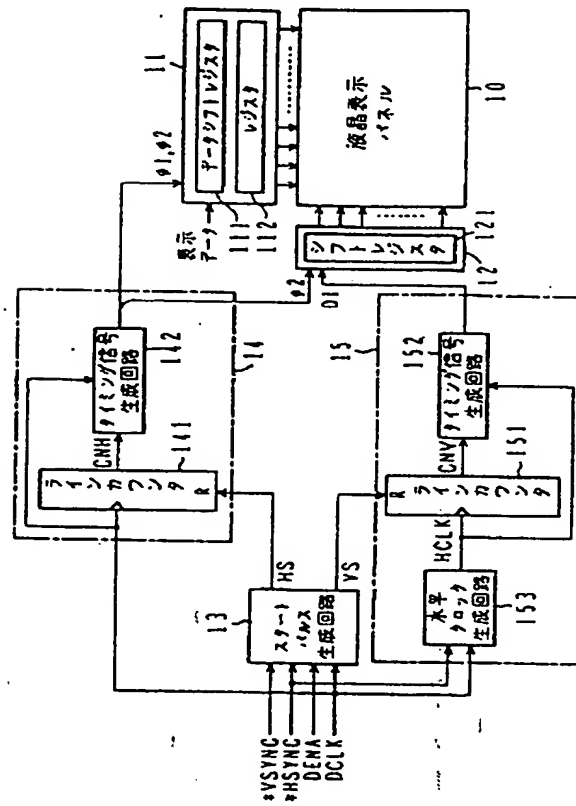 *VSYNC
*HSYNC
DENA
DCLK
13
スタート
パルス
生成回路
HS
VS
ラインカウンタ
R
141
CNH
タイミング信号
生成回路
142
14
φ1,φ2
φ2
DI
表示
データ
11
データシフトレジスタ
111
レジスタ
112
液晶表示
パネル
10
シフトレジスタ
121
12
15
水平
クロック
生成回路
153
HCLK
ラインカウンタ
R
151
CNV
タイミング信号
生成回路
152